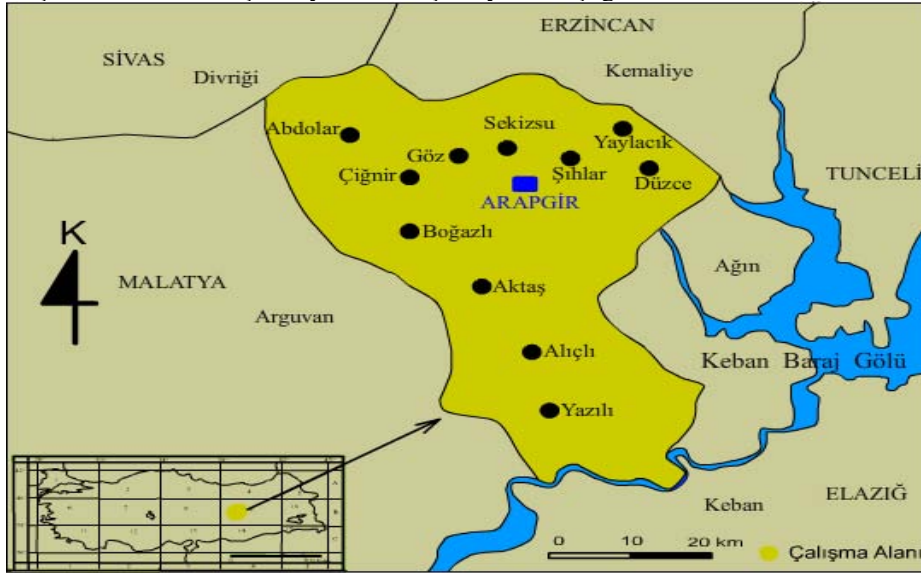 ERZİNCAN
SİVAS
Divriği
Kemaliye
Abdolar
Sekizsu
Yaylacık
Göz
Çiğnir
Şıhlar
Düzce
TUNCELİ
ARAPGİR
K
Boğazlı
Ağın
MALATYA
Aktaş
Arguvan
Alıçlı
Keban Baraj Gölü
Yazılı
Keban
ELAZIĞ
0 10 20 km
Çalışma Alanı